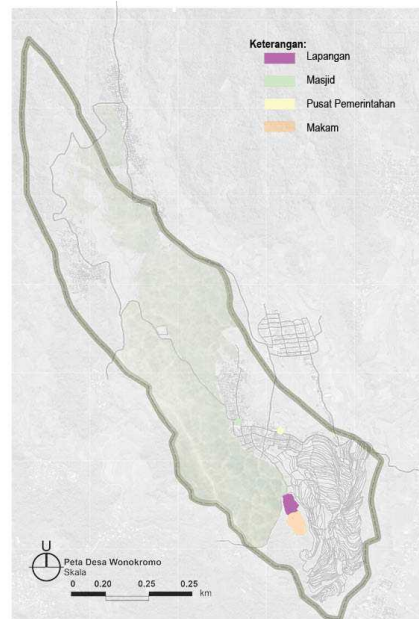 Keterangan:
Lapangan
Masjid
Pusat Pemerintahan
Makam
U
Peta Desa Wonokromo
Skala
0 0.20 0.25 0.25
km